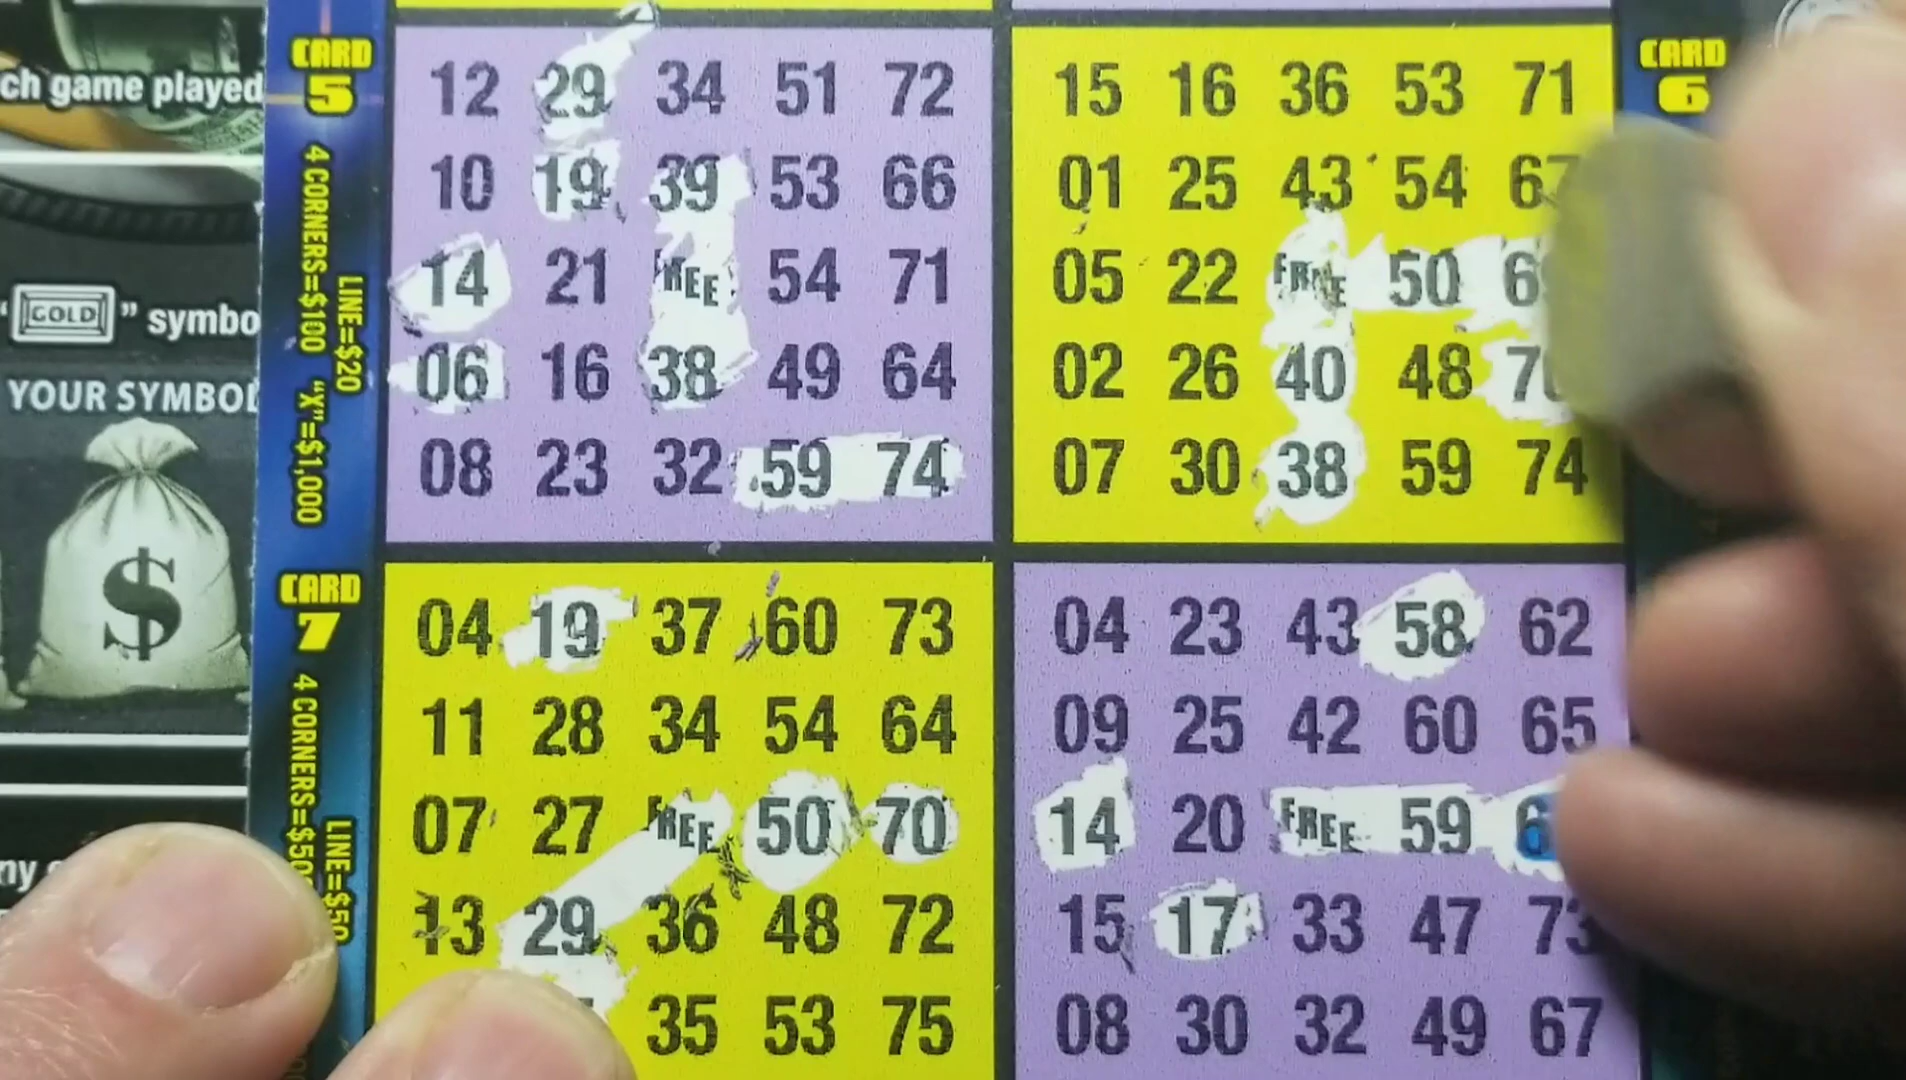 ch game played
"GOLD" symbo
YOUR SYMBOL
$
ny
CARD
5
4 CORNERS=$100 "X"=$1,000
LINE=$20
12 29 34 51 72
10 19 39 53 66
14 21 FREE 54 71
06 16 38 49 64
08 23 32 59 74
CARD
6
15 16 36 53 71
01 25 43 54 67
05 22 FREE 50
02 26 40 48
07 30 38 59 74
CARD
7
4 CORNERS=$50
LINE=$50
04 19 37 60 73
11 28 34 54 64
07 27 FREE 50 70
13 29 36 48 72
35 53 75
04 23 43 58 62
09 25 42 60 65
14 20 FREE 59
15 17 33 47 73
08 30 32 49 67